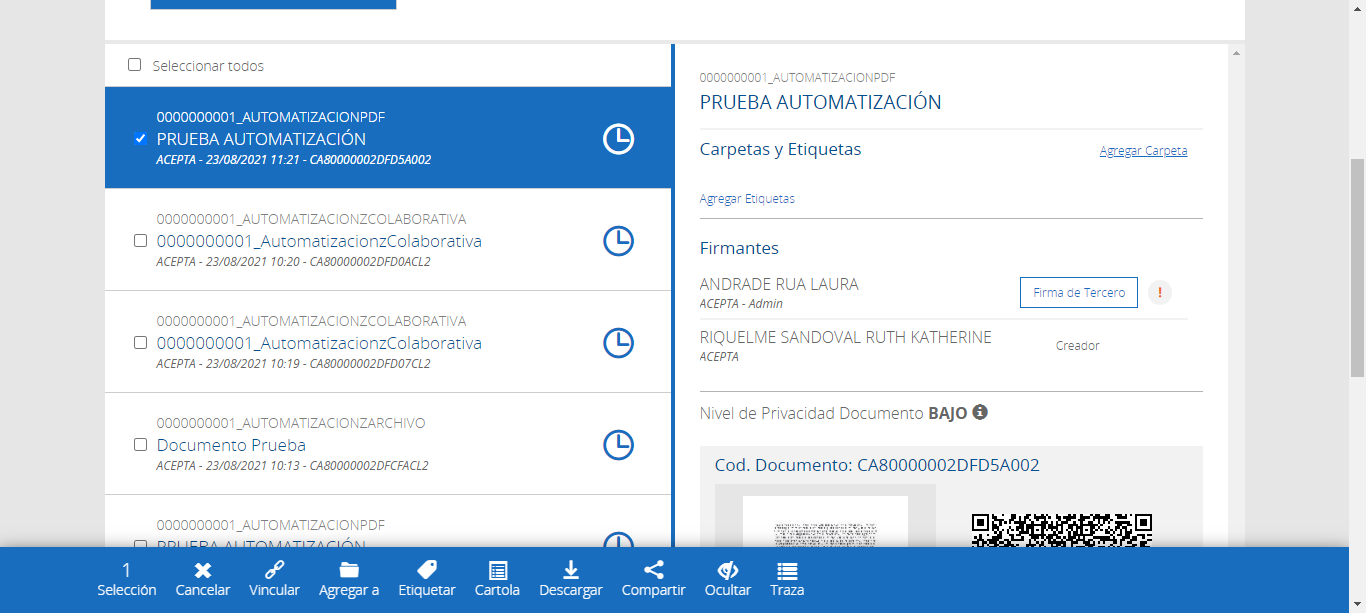 Seleccionar todos
0000000001_AUTOMATIZACIONPDF
PRUEBA AUTOMATIZACIÓN
ACEPTA - 23/08/2021 11:21 - CA80000002DFD5A002
0000000001_AUTOMATIZACIONZCOLABORATIVA
0000000001_AutomatizacionzColaborativa
ACEPTA - 23/08/2021 10:20 - CA80000002DFD0ACL2
0000000001_AUTOMATIZACIONZCOLABORATIVA
0000000001_AutomatizacionzColaborativa
ACEPTA - 23/08/2021 10:19 - CA80000002DFD07CL2
0000000001_AUTOMATIZACIONZARCHIVO
Documento Prueba
ACEPTA - 23/08/2021 10:13 - CA80000002DFCFACL2
0000000001_AUTOMATIZACIONPDF
PRUEBA AUTOMATIZACIÓN
0000000001_AUTOMATIZACIONPDF
PRUEBA AUTOMATIZACIÓN
Carpetas y Etiquetas
Agregar Carpeta
Agregar Etiquetas
Firmantes
ANDRADE RUA LAURA
ACEPTA - Admin
Firma de Tercero
!
RIQUELME SANDOVAL RUTH KATHERINE
ACEPTA
Creador
Nivel de Privacidad Documento BAJO
Cod. Documento: CA80000002DFD5A002
1
Selección
Cancelar
Vincular
Agregar a
Etiquetar
Cartola
Descargar
Compartir
Ocultar
Traza